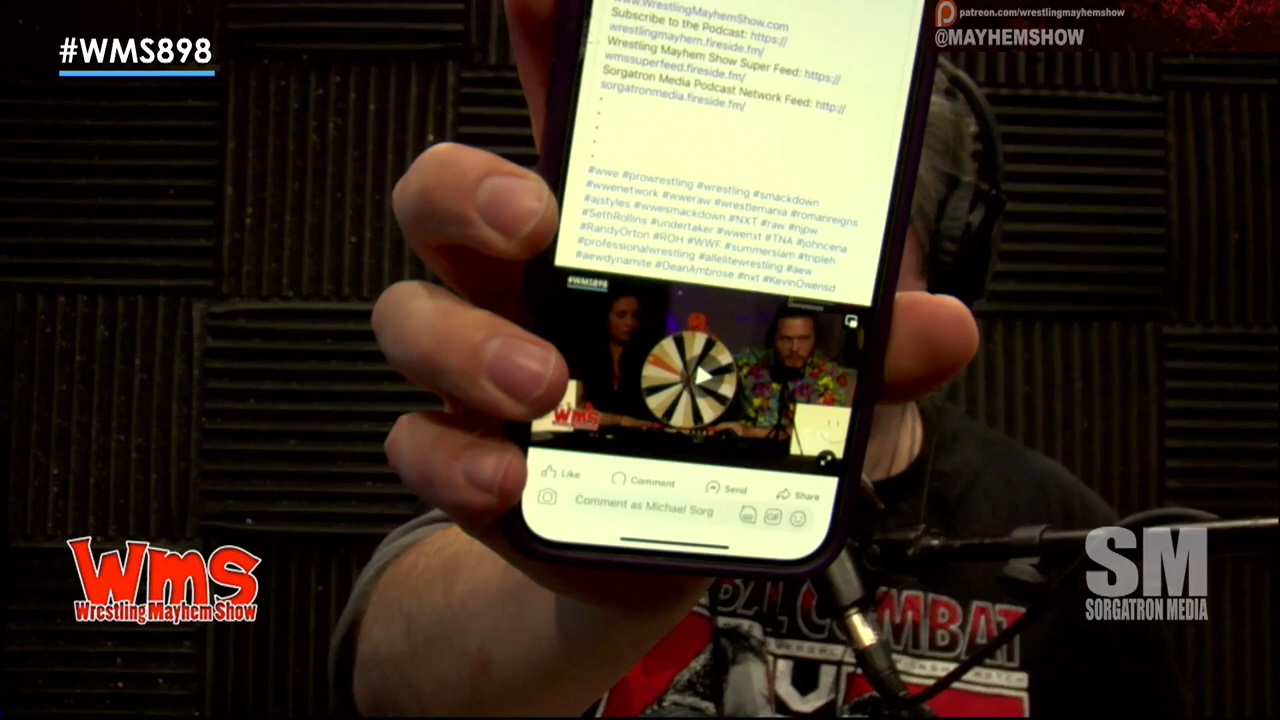 #WMS898
patreon.com/wrestlingmayhemshow
@MAYHEMSHOW
www.WrestlingMayhemShow.com
Subscribe to the Podcast: https://
wrestlingmayhem.fireside.fm/
Wrestling Mayhem Show Super Feed: https://
wmssuperfeed.fireside.fm/
Sorgatron Media Podcast Network Feed: http://
sorgatronmedia.fireside.fm/
.
.
.
.
.
#wwe #prowrestling #wrestling #smackdown
#wwenetwork #wweraw #wrestlemania #romanreigns
#ajstyles #wwesmackdown #NXT #raw #njpw
#SethRollins #undertaker #wwenxt #TNA #johncena
#RandyOrton #ROH #WWF #summerslam #tripleh
#professionalwrestling #allelitewrestling #aew
#aewdynamite #DeanAmbrose #nxt #KevinOwensd
#WMS898
wms
Like Comment Send Share
Comment as Michael Sorg
GIF
wms
Wrestling Mayhem Show
SM
SORGATRON MEDIA
COMBAT